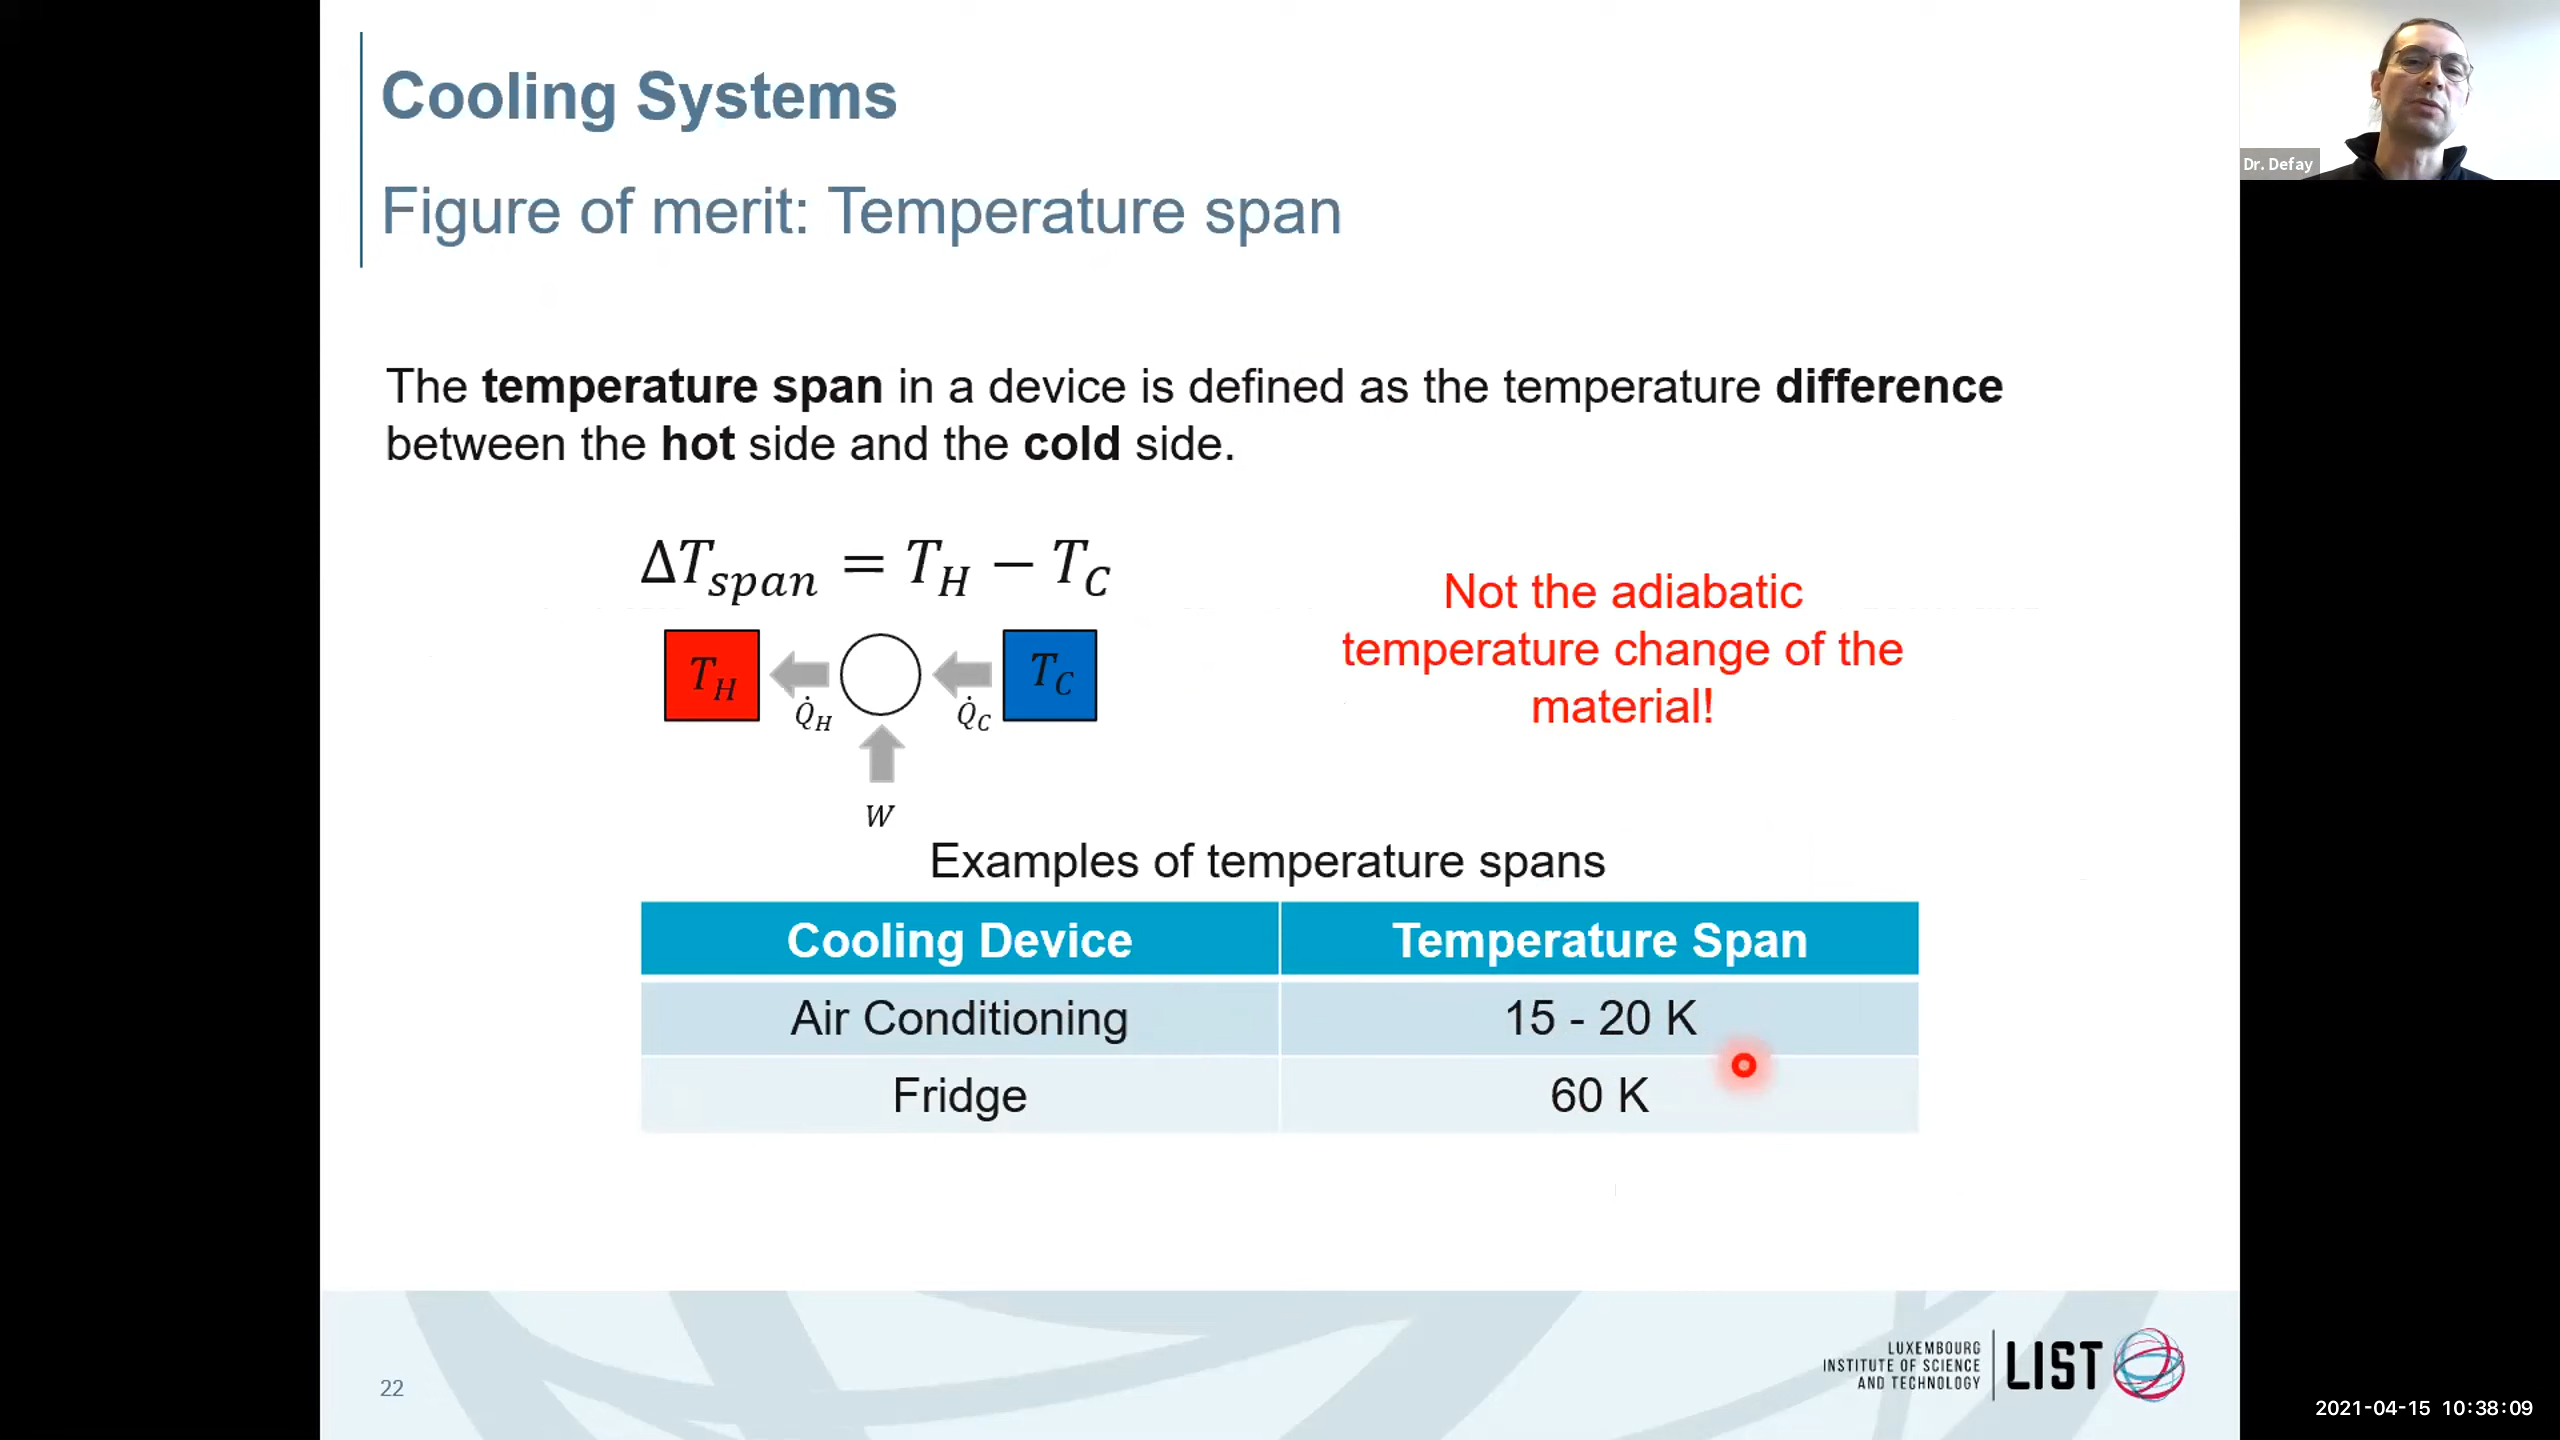 Cooling Systems
Figure of merit: Temperature span
Dr. Defay
The temperature span in a device is defined as the temperature difference
between the hot side and the cold side.
ΔT_span = T_H − T_C
T_H Q̇_H Q̇_C T_C
W
Not the adiabatic
temperature change of the
material!
Examples of temperature spans
Cooling Device Temperature Span
Air Conditioning 15 - 20 K
Fridge 60 K
22
LUXEMBOURG
INSTITUTE OF SCIENCE
AND TECHNOLOGY
LIST
2021-04-15 10:38:09